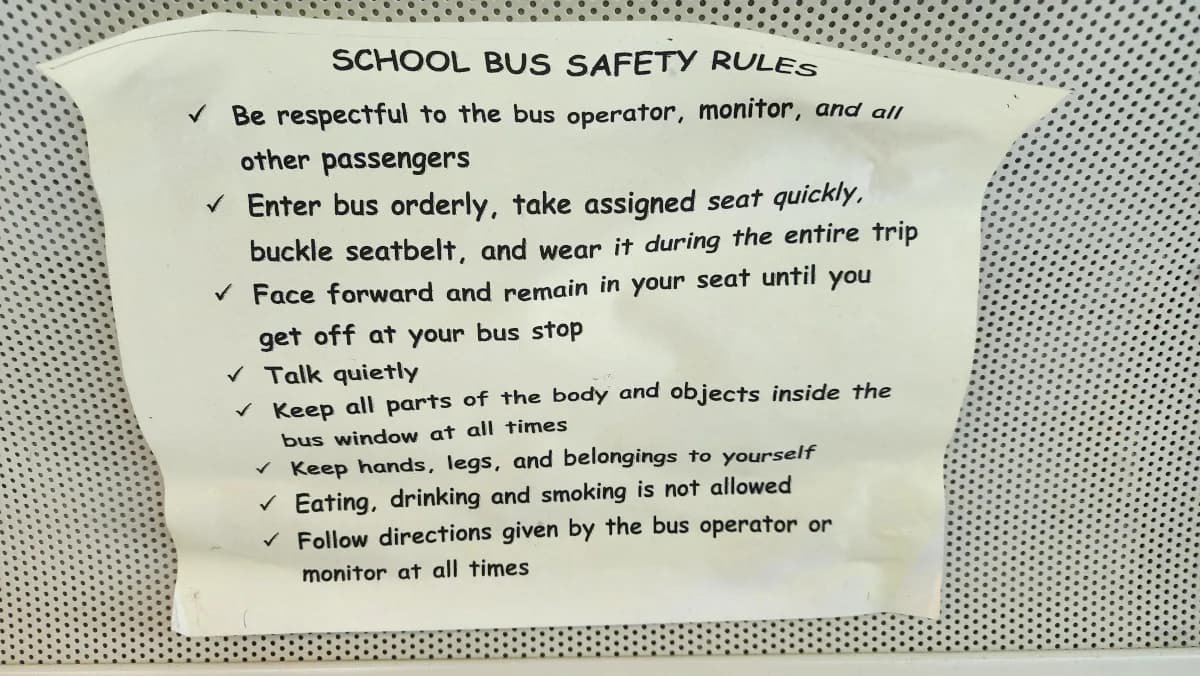 SCHOOL BUS SAFETY RULES
✓ Be respectful to the bus operator, monitor, and all
other passengers
✓ Enter bus orderly, take assigned seat quickly,
buckle seatbelt, and wear it during the entire trip
✓ Face forward and remain in your seat until you
get off at your bus stop
✓ Talk quietly
✓ Keep all parts of the body and objects inside the
bus window at all times
✓ Keep hands, legs, and belongings to yourself
✓ Eating, drinking and smoking is not allowed
✓ Follow directions given by the bus operator or
monitor at all times